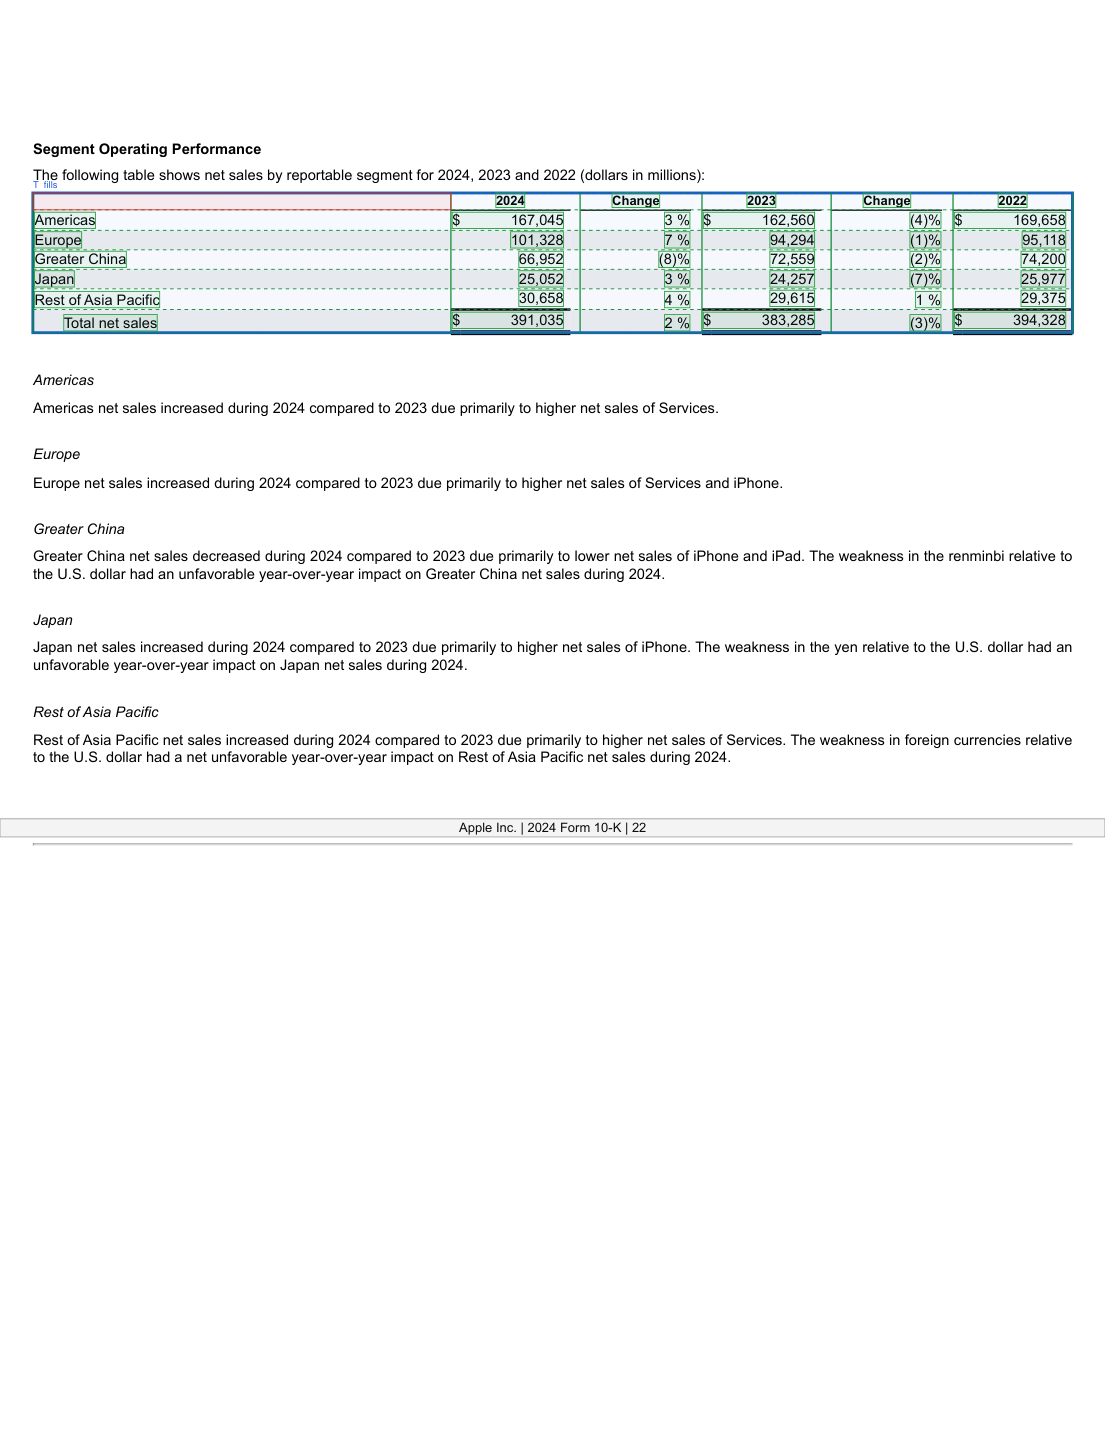 Segment Operating Performance
The following table shows net sales by reportable segment for 2024, 2023 and 2022 (dollars in millions):
T fills
2024 Change 2023 Change 2022
Americas $ 167,045 3 % $ 162,560 (4)% $ 169,658
Europe 101,328 7 % 94,294 (1)% 95,118
Greater China 66,952 (8)% 72,559 (2)% 74,200
Japan 25,052 3 % 24,257 (7)% 25,977
Rest of Asia Pacific 30,658 4 % 29,615 1 % 29,375
Total net sales $ 391,035 2 % $ 383,285 (3)% $ 394,328
Americas
Americas net sales increased during 2024 compared to 2023 due primarily to higher net sales of Services.
Europe
Europe net sales increased during 2024 compared to 2023 due primarily to higher net sales of Services and iPhone.
Greater China
Greater China net sales decreased during 2024 compared to 2023 due primarily to lower net sales of iPhone and iPad. The weakness in the renminbi relative to
the U.S. dollar had an unfavorable year-over-year impact on Greater China net sales during 2024.
Japan
Japan net sales increased during 2024 compared to 2023 due primarily to higher net sales of iPhone. The weakness in the yen relative to the U.S. dollar had an
unfavorable year-over-year impact on Japan net sales during 2024.
Rest of Asia Pacific
Rest of Asia Pacific net sales increased during 2024 compared to 2023 due primarily to higher net sales of Services. The weakness in foreign currencies relative
to the U.S. dollar had a net unfavorable year-over-year impact on Rest of Asia Pacific net sales during 2024.
Apple Inc. | 2024 Form 10-K | 22